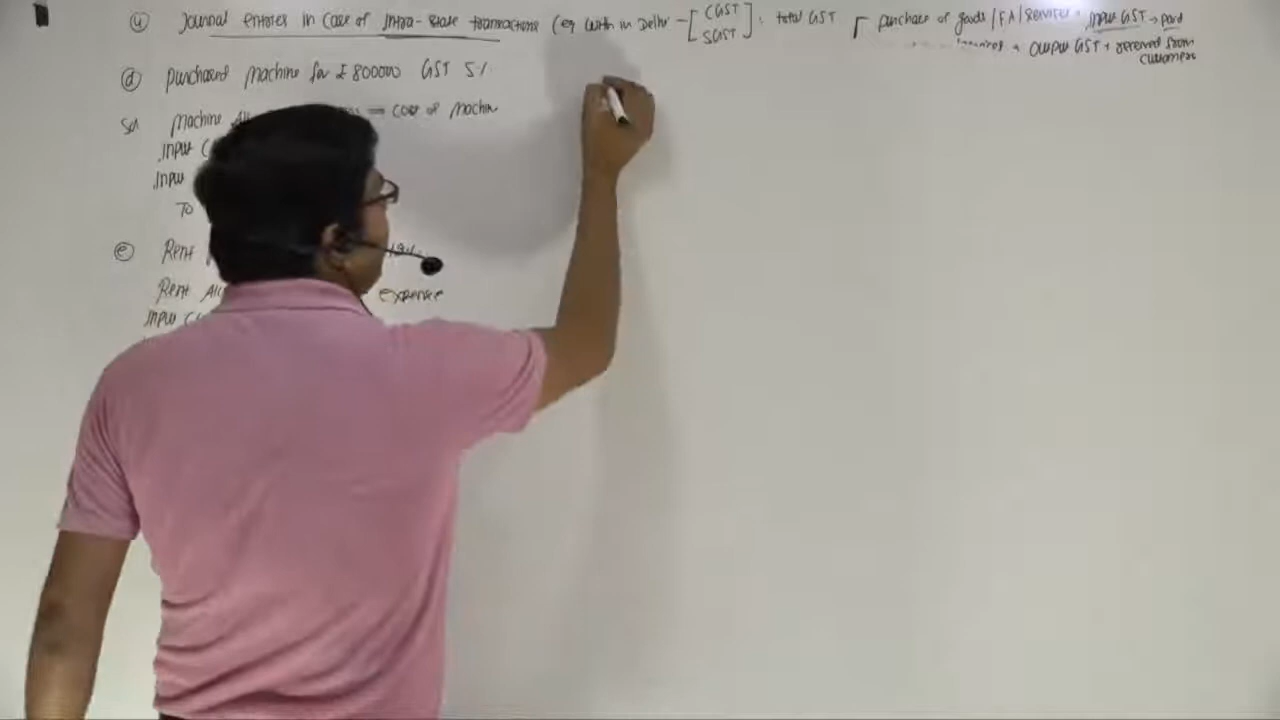 ④ Journal entries in Case of Intra-State transactions (eg with in Delhi - [CGST SGST] : total GST
purchase of goods / FA / Services = Input GST → paid
= Output GST → received from customers
ⓓ Purchased Machine for ₹ 800000 GST 5%
Sol Machine = Cost of Machine
Input
Input
To
ⓔ Rent
Rent A/c expense
Input